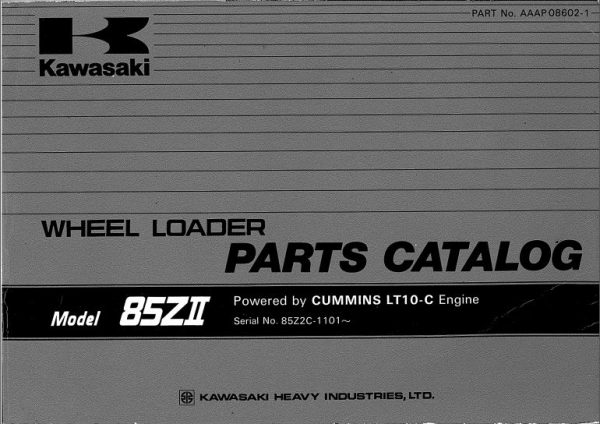 PART No. AAAP08602-1
Kawasaki
WHEEL LOADER
PARTS CATALOG
Model 85ZII
Powered by CUMMINS LT10-C Engine
Serial No. 85Z2C-1101~
KAWASAKI HEAVY INDUSTRIES, LTD.